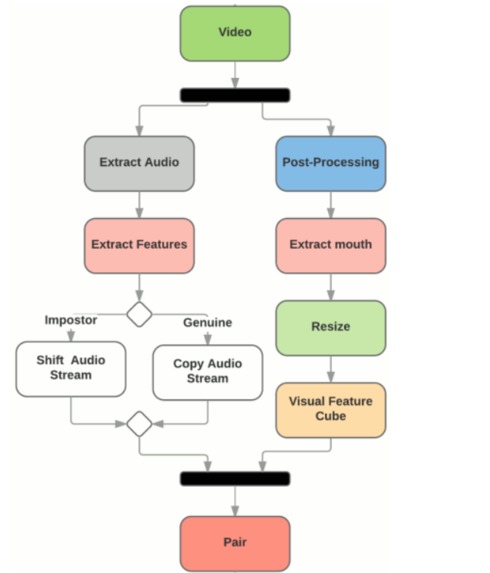 Video
Extract Audio
Post-Processing
Extract Features
Extract mouth
Impostor
Genuine
Resize
Shift Audio
Stream
Copy Audio
Stream
Visual Feature
Cube
Pair